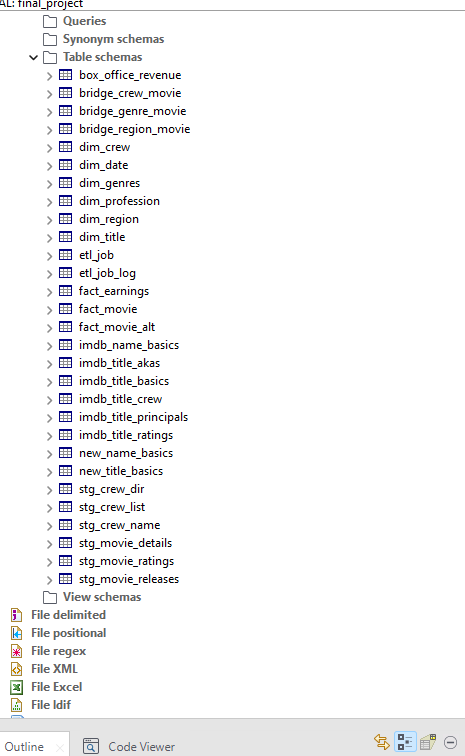 AL: final_project
Queries
Synonym schemas
Table schemas
box_office_revenue
bridge_crew_movie
bridge_genre_movie
bridge_region_movie
dim_crew
dim_date
dim_genres
dim_profession
dim_region
dim_title
etl_job
etl_job_log
fact_earnings
fact_movie
fact_movie_alt
imdb_name_basics
imdb_title_akas
imdb_title_basics
imdb_title_crew
imdb_title_principals
imdb_title_ratings
new_name_basics
new_title_basics
stg_crew_dir
stg_crew_list
stg_crew_name
stg_movie_details
stg_movie_ratings
stg_movie_releases
View schemas
File delimited
File positional
File regex
File XML
File Excel
File ldif
Outline
Code Viewer